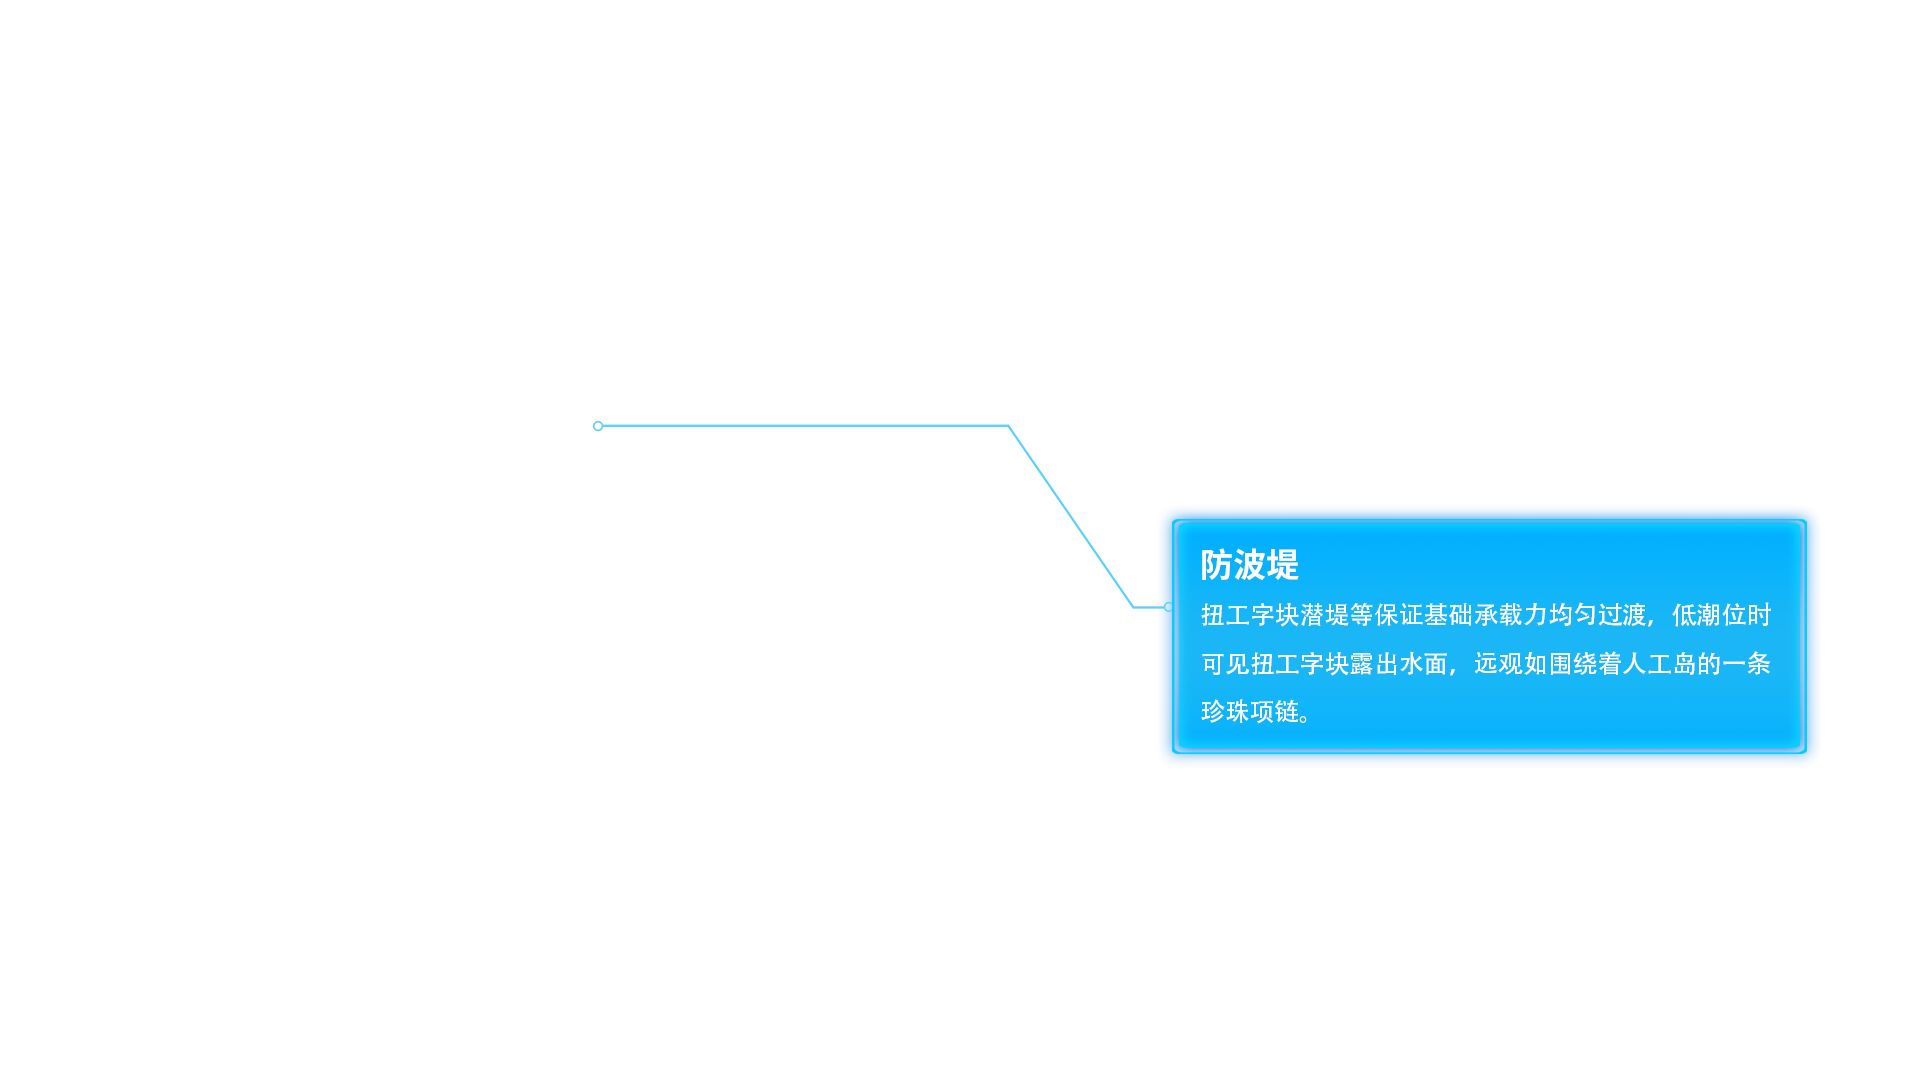 防波堤
扭工字块潜堤等保证基础承载力均匀过渡，低潮位时
可见扭工字块露出水面，远观如围绕着人工岛的一条
珍珠项链。